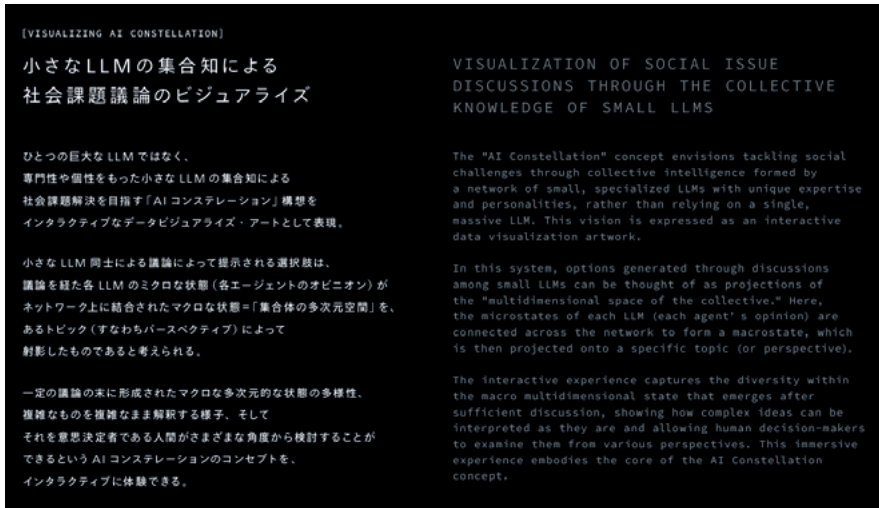 [VISUALIZING AI CONSTELLATION]
小さなLLMの集合知による
社会課題議論のビジュアライズ
ひとつの巨大な LLM ではなく、
専門性や個性をもった小さな LLM の集合知による
社会課題解決を目指す「AI コンステレーション」構想を
インタラクティブなデータビジュアライズ・アートとして表現。
小さな LLM 同士による議論によって提示される選択肢は、
議論を経た各 LLM のミクロな状態（各エージェントのオピニオン）が
ネットワーク上に結合されたマクロな状態＝「集合体の多次元空間」を、
あるトピック（すなわちパースペクティブ）によって
射影したものであると考えられる。
一定の議論の末に形成されたマクロな多次元的な状態の多様性、
複雑なものを複雑なまま解釈する様子、そして
それを意思決定者である人間がさまざまな角度から検討することが
できるという AI コンステレーションのコンセプトを、
インタラクティブに体験できる。
VISUALIZATION OF SOCIAL ISSUE
DISCUSSIONS THROUGH THE COLLECTIVE
KNOWLEDGE OF SMALL LLMS
The "AI Constellation" concept envisions tackling social
challenges through collective intelligence formed by
a network of small, specialized LLMs with unique expertise
and personalities, rather than relying on a single,
massive LLM. This vision is expressed as an interactive
data visualization artwork.
In this system, options generated through discussions
among small LLMs can be thought of as projections of
the "multidimensional space of the collective." Here,
the microstates of each LLM (each agent's opinion) are
connected across the network to form a macrostate, which
is then projected onto a specific topic (or perspective).
The interactive experience captures the diversity within
the macro multidimensional state that emerges after
sufficient discussion, showing how complex ideas can be
interpreted as they are and allowing human decision-makers
to examine them from various perspectives. This immersive
experience embodies the core of the AI Constellation
concept.